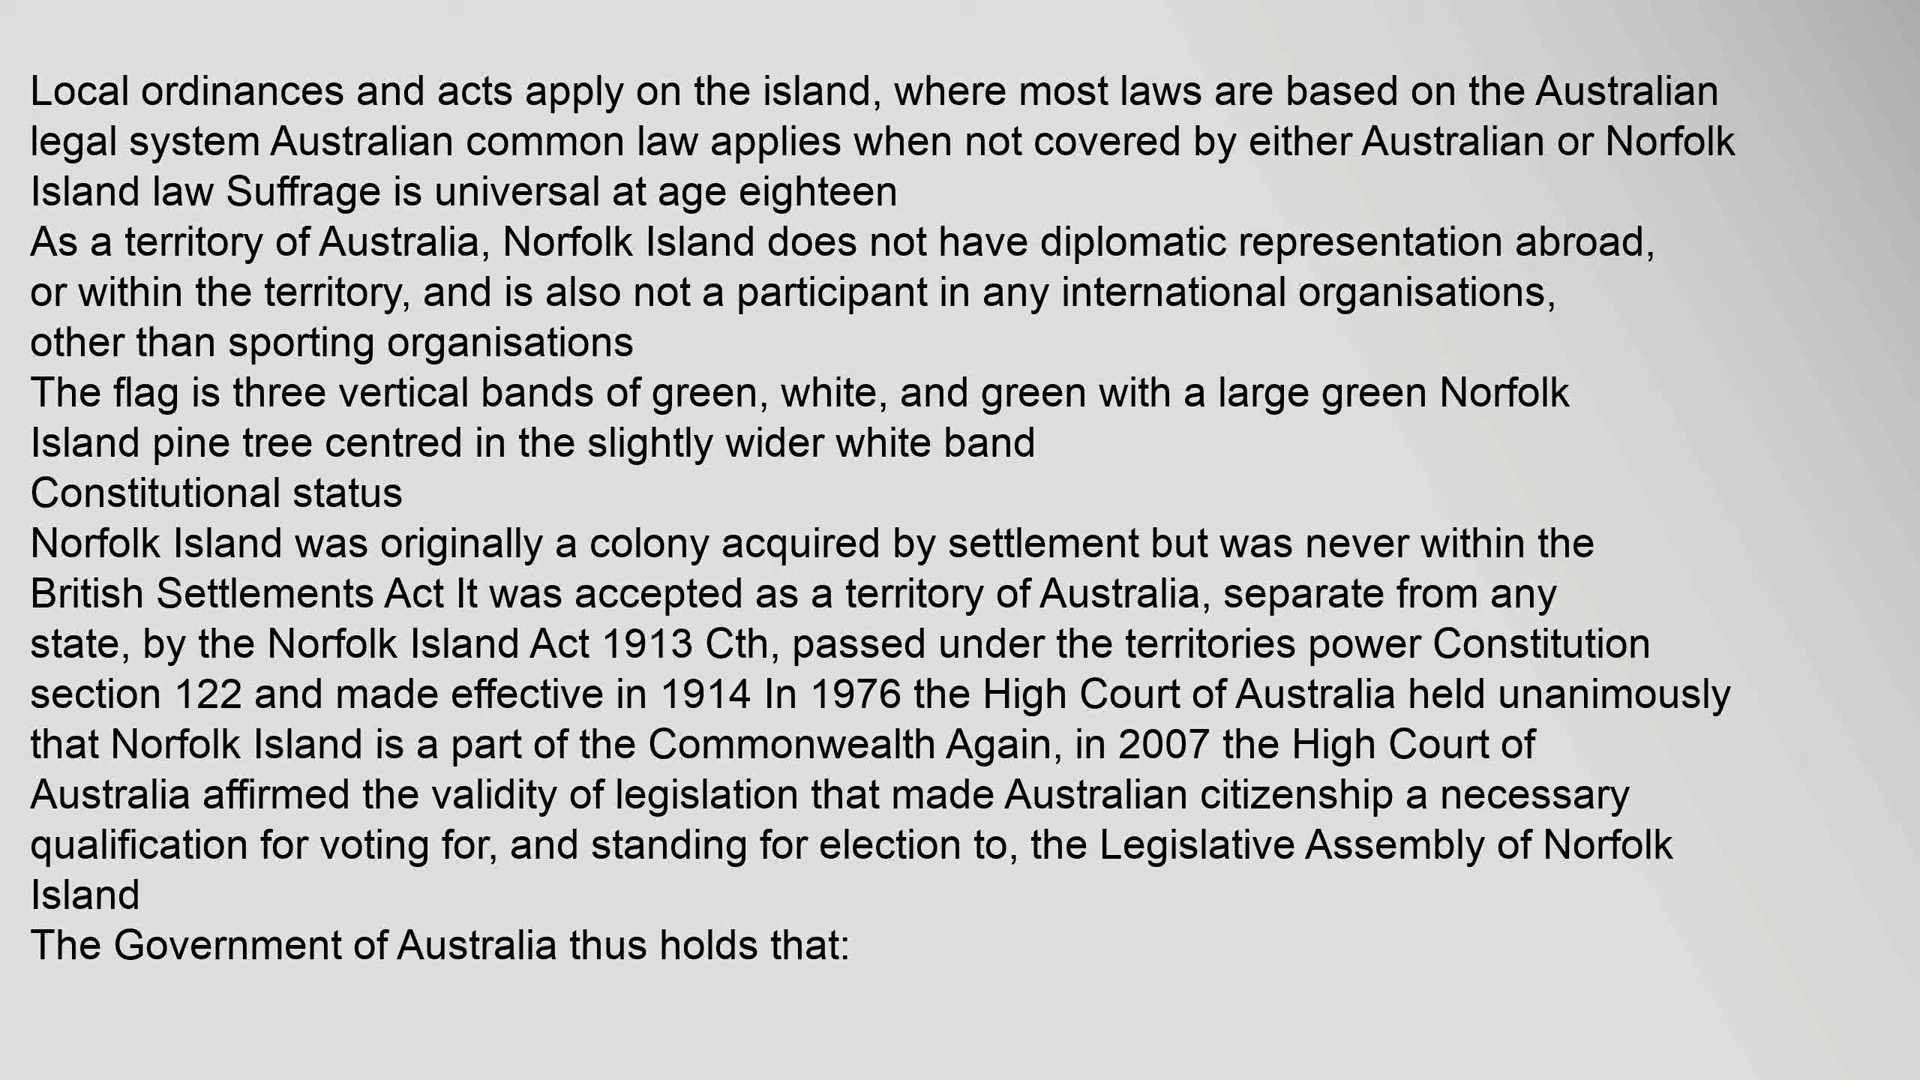 Local ordinances and acts apply on the island, where most laws are based on the Australian
legal system Australian common law applies when not covered by either Australian or Norfolk
Island law Suffrage is universal at age eighteen
As a territory of Australia, Norfolk Island does not have diplomatic representation abroad,
or within the territory, and is also not a participant in any international organisations,
other than sporting organisations
The flag is three vertical bands of green, white, and green with a large green Norfolk
Island pine tree centred in the slightly wider white band
Constitutional status
Norfolk Island was originally a colony acquired by settlement but was never within the
British Settlements Act It was accepted as a territory of Australia, separate from any
state, by the Norfolk Island Act 1913 Cth, passed under the territories power Constitution
section 122 and made effective in 1914 In 1976 the High Court of Australia held unanimously
that Norfolk Island is a part of the Commonwealth Again, in 2007 the High Court of
Australia affirmed the validity of legislation that made Australian citizenship a necessary
qualification for voting for, and standing for election to, the Legislative Assembly of Norfolk
Island
The Government of Australia thus holds that: